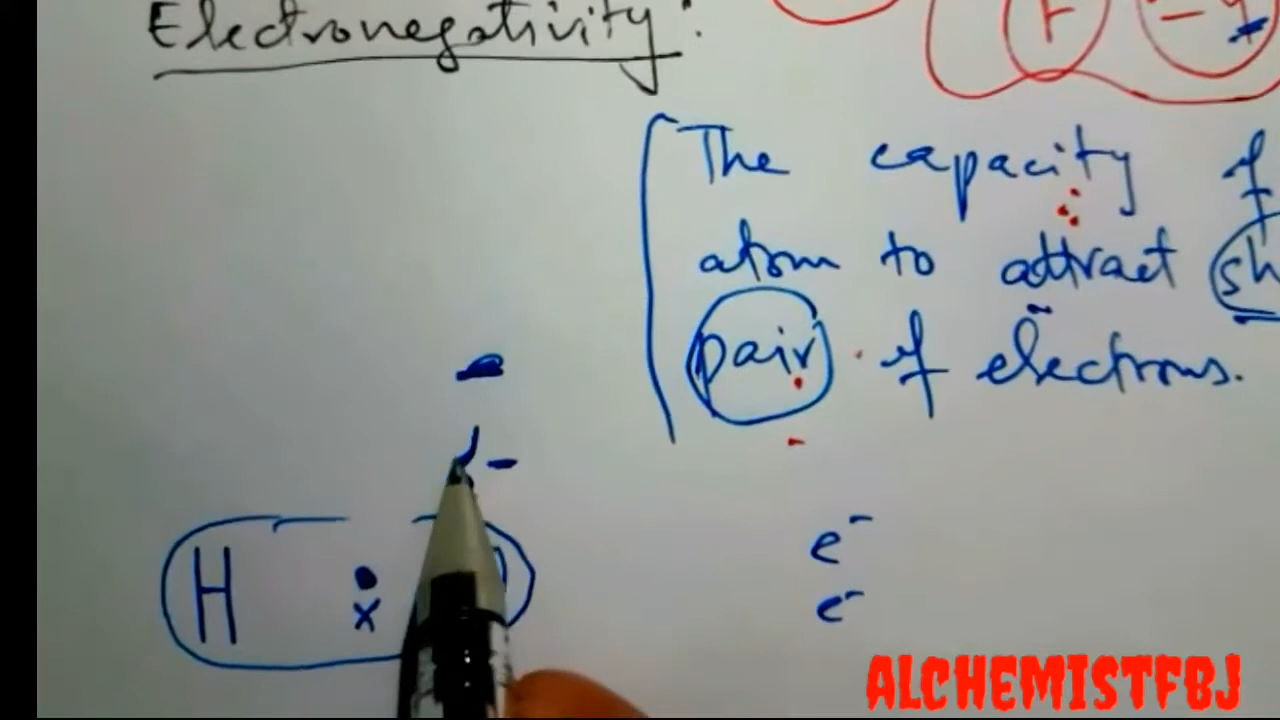 Electronegativity:
+ -
The capacity of
atom to attract sh
pair of electrons.
H
e⁻
e⁻
ALCHEMISTFBJ